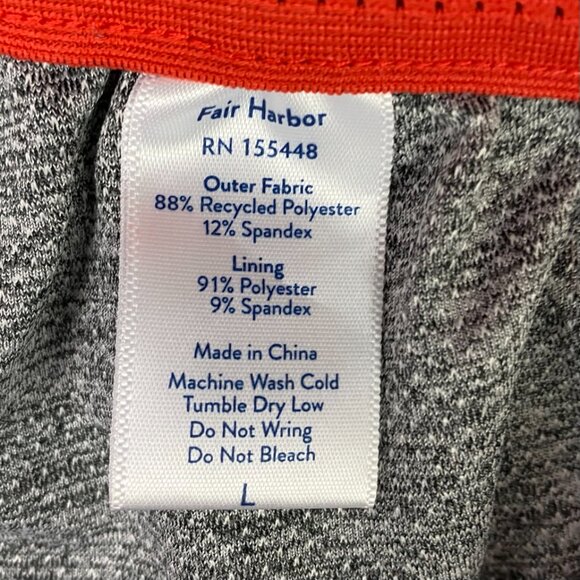 Fair Harbor
RN 155448
Outer Fabric
88% Recycled Polyester
12% Spandex
Lining
91% Polyester
9% Spandex
Made in China
Machine Wash Cold
Tumble Dry Low
Do Not Wring
Do Not Bleach
L